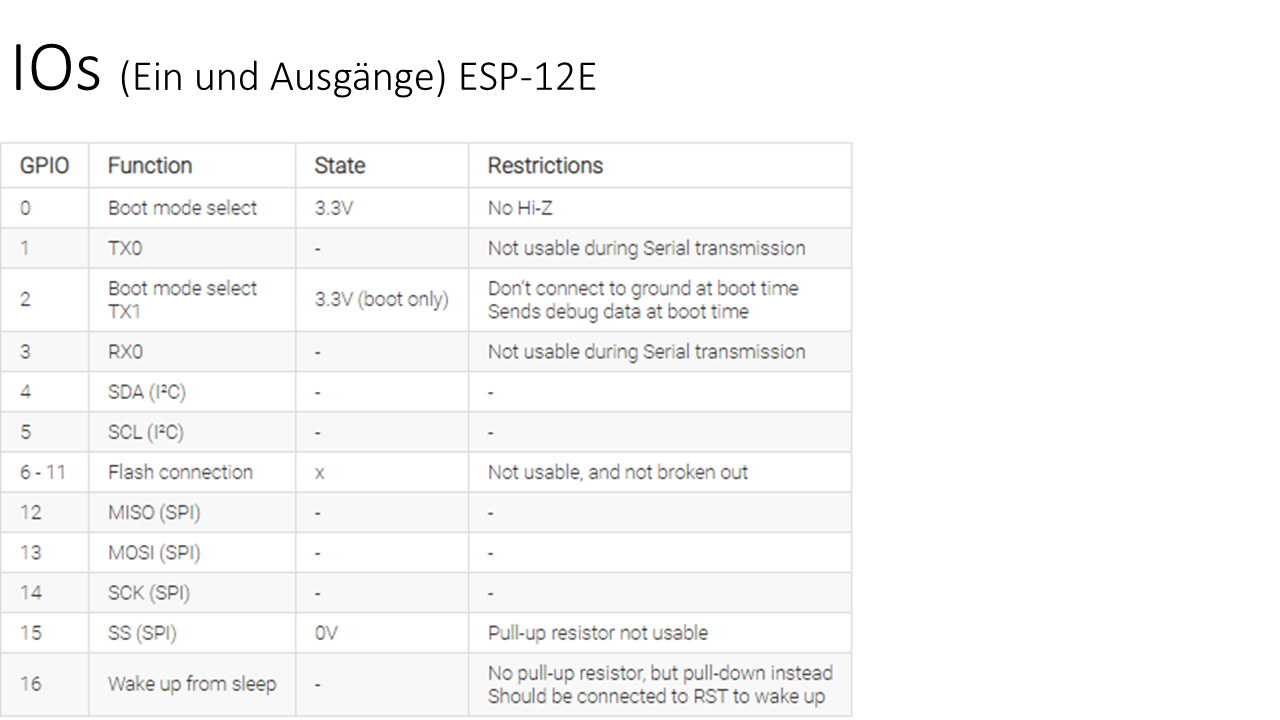 IOs (Ein und Ausgänge) ESP-12E
GPIO Function State Restrictions
0 Boot mode select 3.3V No Hi-Z
1 TX0 - Not usable during Serial transmission
2 Boot mode select TX1 3.3V (boot only) Don't connect to ground at boot time
Sends debug data at boot time
3 RX0 - Not usable during Serial transmission
4 SDA (I²C) - -
5 SCL (I²C) - -
6 - 11 Flash connection x Not usable, and not broken out
12 MISO (SPI) - -
13 MOSI (SPI) - -
14 SCK (SPI) - -
15 SS (SPI) 0V Pull-up resistor not usable
16 Wake up from sleep - No pull-up resistor, but pull-down instead
Should be connected to RST to wake up